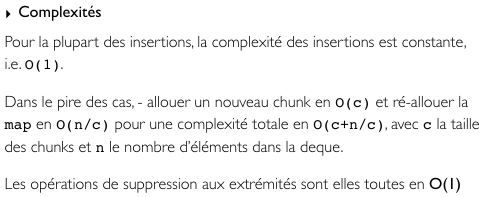 ▸ Complexités
Pour la plupart des insertions, la complexité des insertions est constante,
i.e. O(1).
Dans le pire des cas, - allouer un nouveau chunk en O(c) et ré-allouer la
map en O(n/c) pour une complexité totale en O(c+n/c), avec c la taille
des chunks et n le nombre d'éléments dans la deque.
Les opérations de suppression aux extrémités sont elles toutes en O(1)